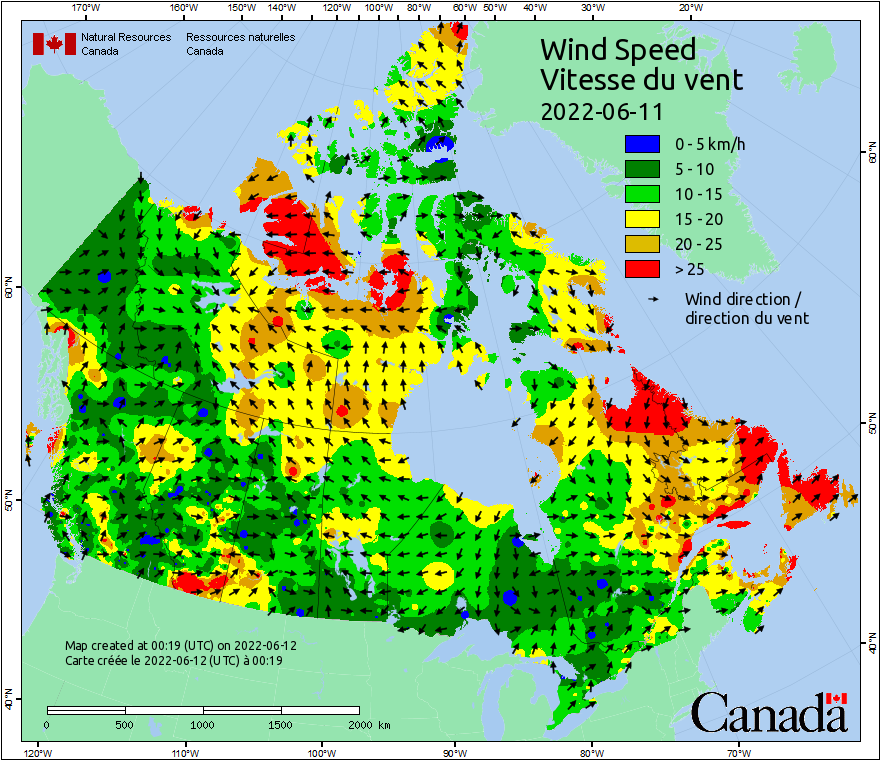 170°W 160°W 150°W 140°W 120°W 100°W 80°W 60°W 50°W 40°W 30°W 20°W
Natural Resources Canada
Ressources naturelles Canada
Wind Speed
Vitesse du vent
2022-06-11
0 - 5 km/h
5 - 10
10 - 15
15 - 20
20 - 25
> 25
Wind direction /
direction du vent
60°N
50°N
40°N
60°N
50°N
40°N
Map created at 00:19 (UTC) on 2022-06-12
Carte créée le 2022-06-12 (UTC) à 00:19
0 500 1000 1500 2000 km
Canada
120°W 110°W 100°W 90°W 80°W 70°W